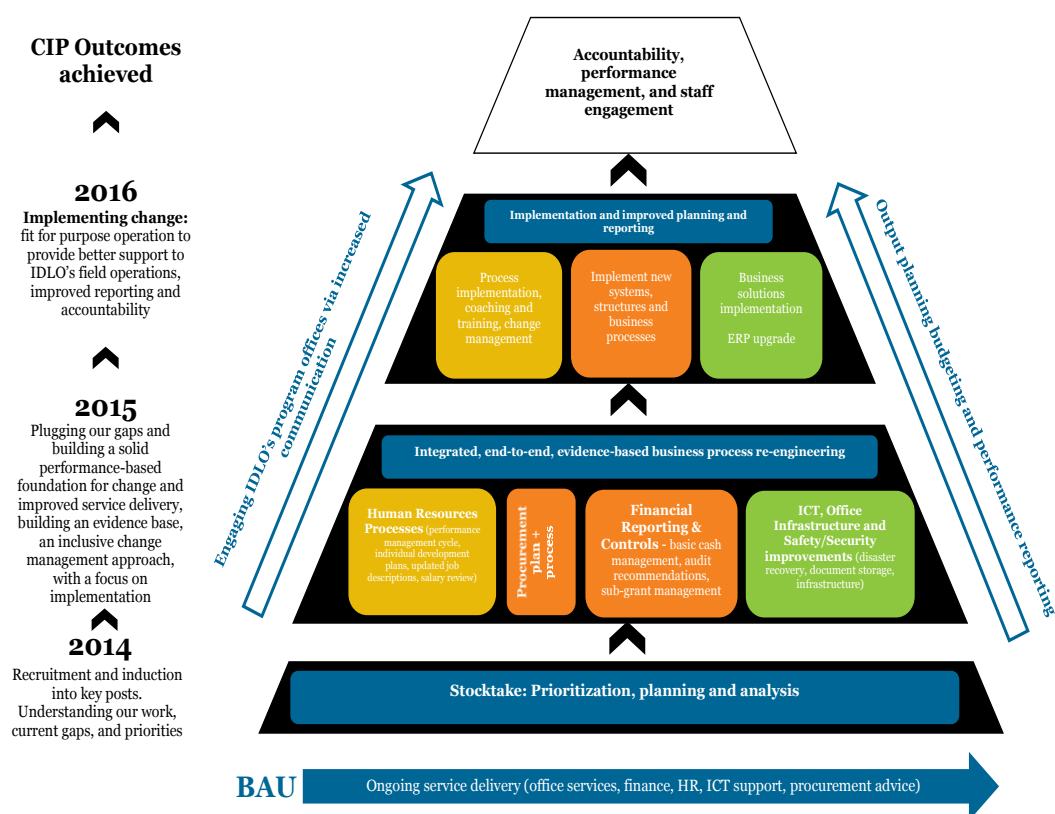 CIP Outcomes
achieved
2016
Implementing change:
fit for purpose operation to
provide better support to
IDLO's field operations,
improved reporting and
accountability
2015
Plugging our gaps and
building a solid
performance-based
foundation for change and
improved service delivery,
building an evidence base,
an inclusive change
management approach,
with a focus on
implementation
2014
Recruitment and induction
into key posts.
Understanding our work,
current gaps, and priorities
Engaging IDLO's program offices via increased
communication
Accountability,
performance
management, and staff
engagement
Implementation and improved planning and
reporting
Process
implementation,
coaching and
training, change
management
Implement new
systems,
structures and
business
processes
Business
solutions
implementation
ERP upgrade
Integrated, end-to-end, evidence-based business process re-engineering
Human Resources
Processes (performance
management cycle,
individual development
plans, updated job
descriptions, salary review)
Procurement
plan +
process
Financial
Reporting &
Controls - basic cash
management, audit
recommendations,
sub-grant management
ICT, Office
Infrastructure and
Safety/Security
improvements (disaster
recovery, document storage,
infrastructure)
Stocktake: Prioritization, planning and analysis
Output planning budgeting and performance reporting
BAU
Ongoing service delivery (office services, finance, HR, ICT support, procurement advice)